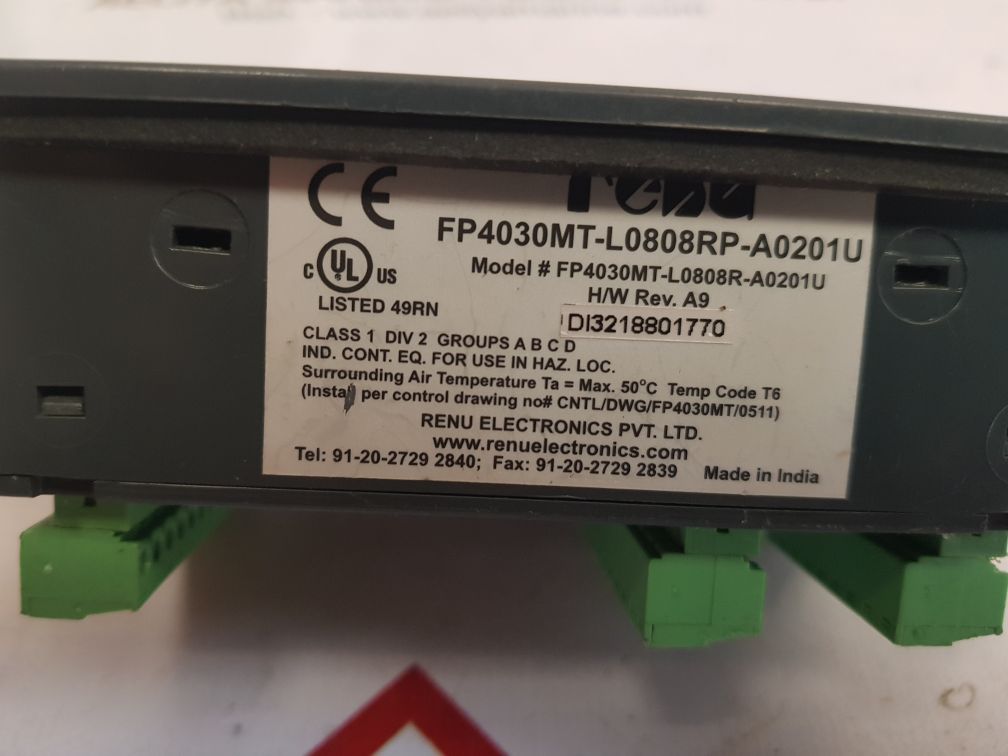 CE
renu
FP4030MT-L0808RP-A0201U
Model # FP4030MT-L0808R-A0201U
C UL US
H/W Rev. A9
LISTED 49RN
DI3218801770
CLASS 1 DIV 2 GROUPS A B C D
IND. CONT. EQ. FOR USE IN HAZ. LOC.
Surrounding Air Temperature Ta = Max. 50°C Temp Code T6
(Install per control drawing no# CNTL/DWG/FP4030MT/0511)
RENU ELECTRONICS PVT. LTD.
www.renuelectronics.com
Tel: 91-20-2729 2840; Fax: 91-20-2729 2839 Made in India